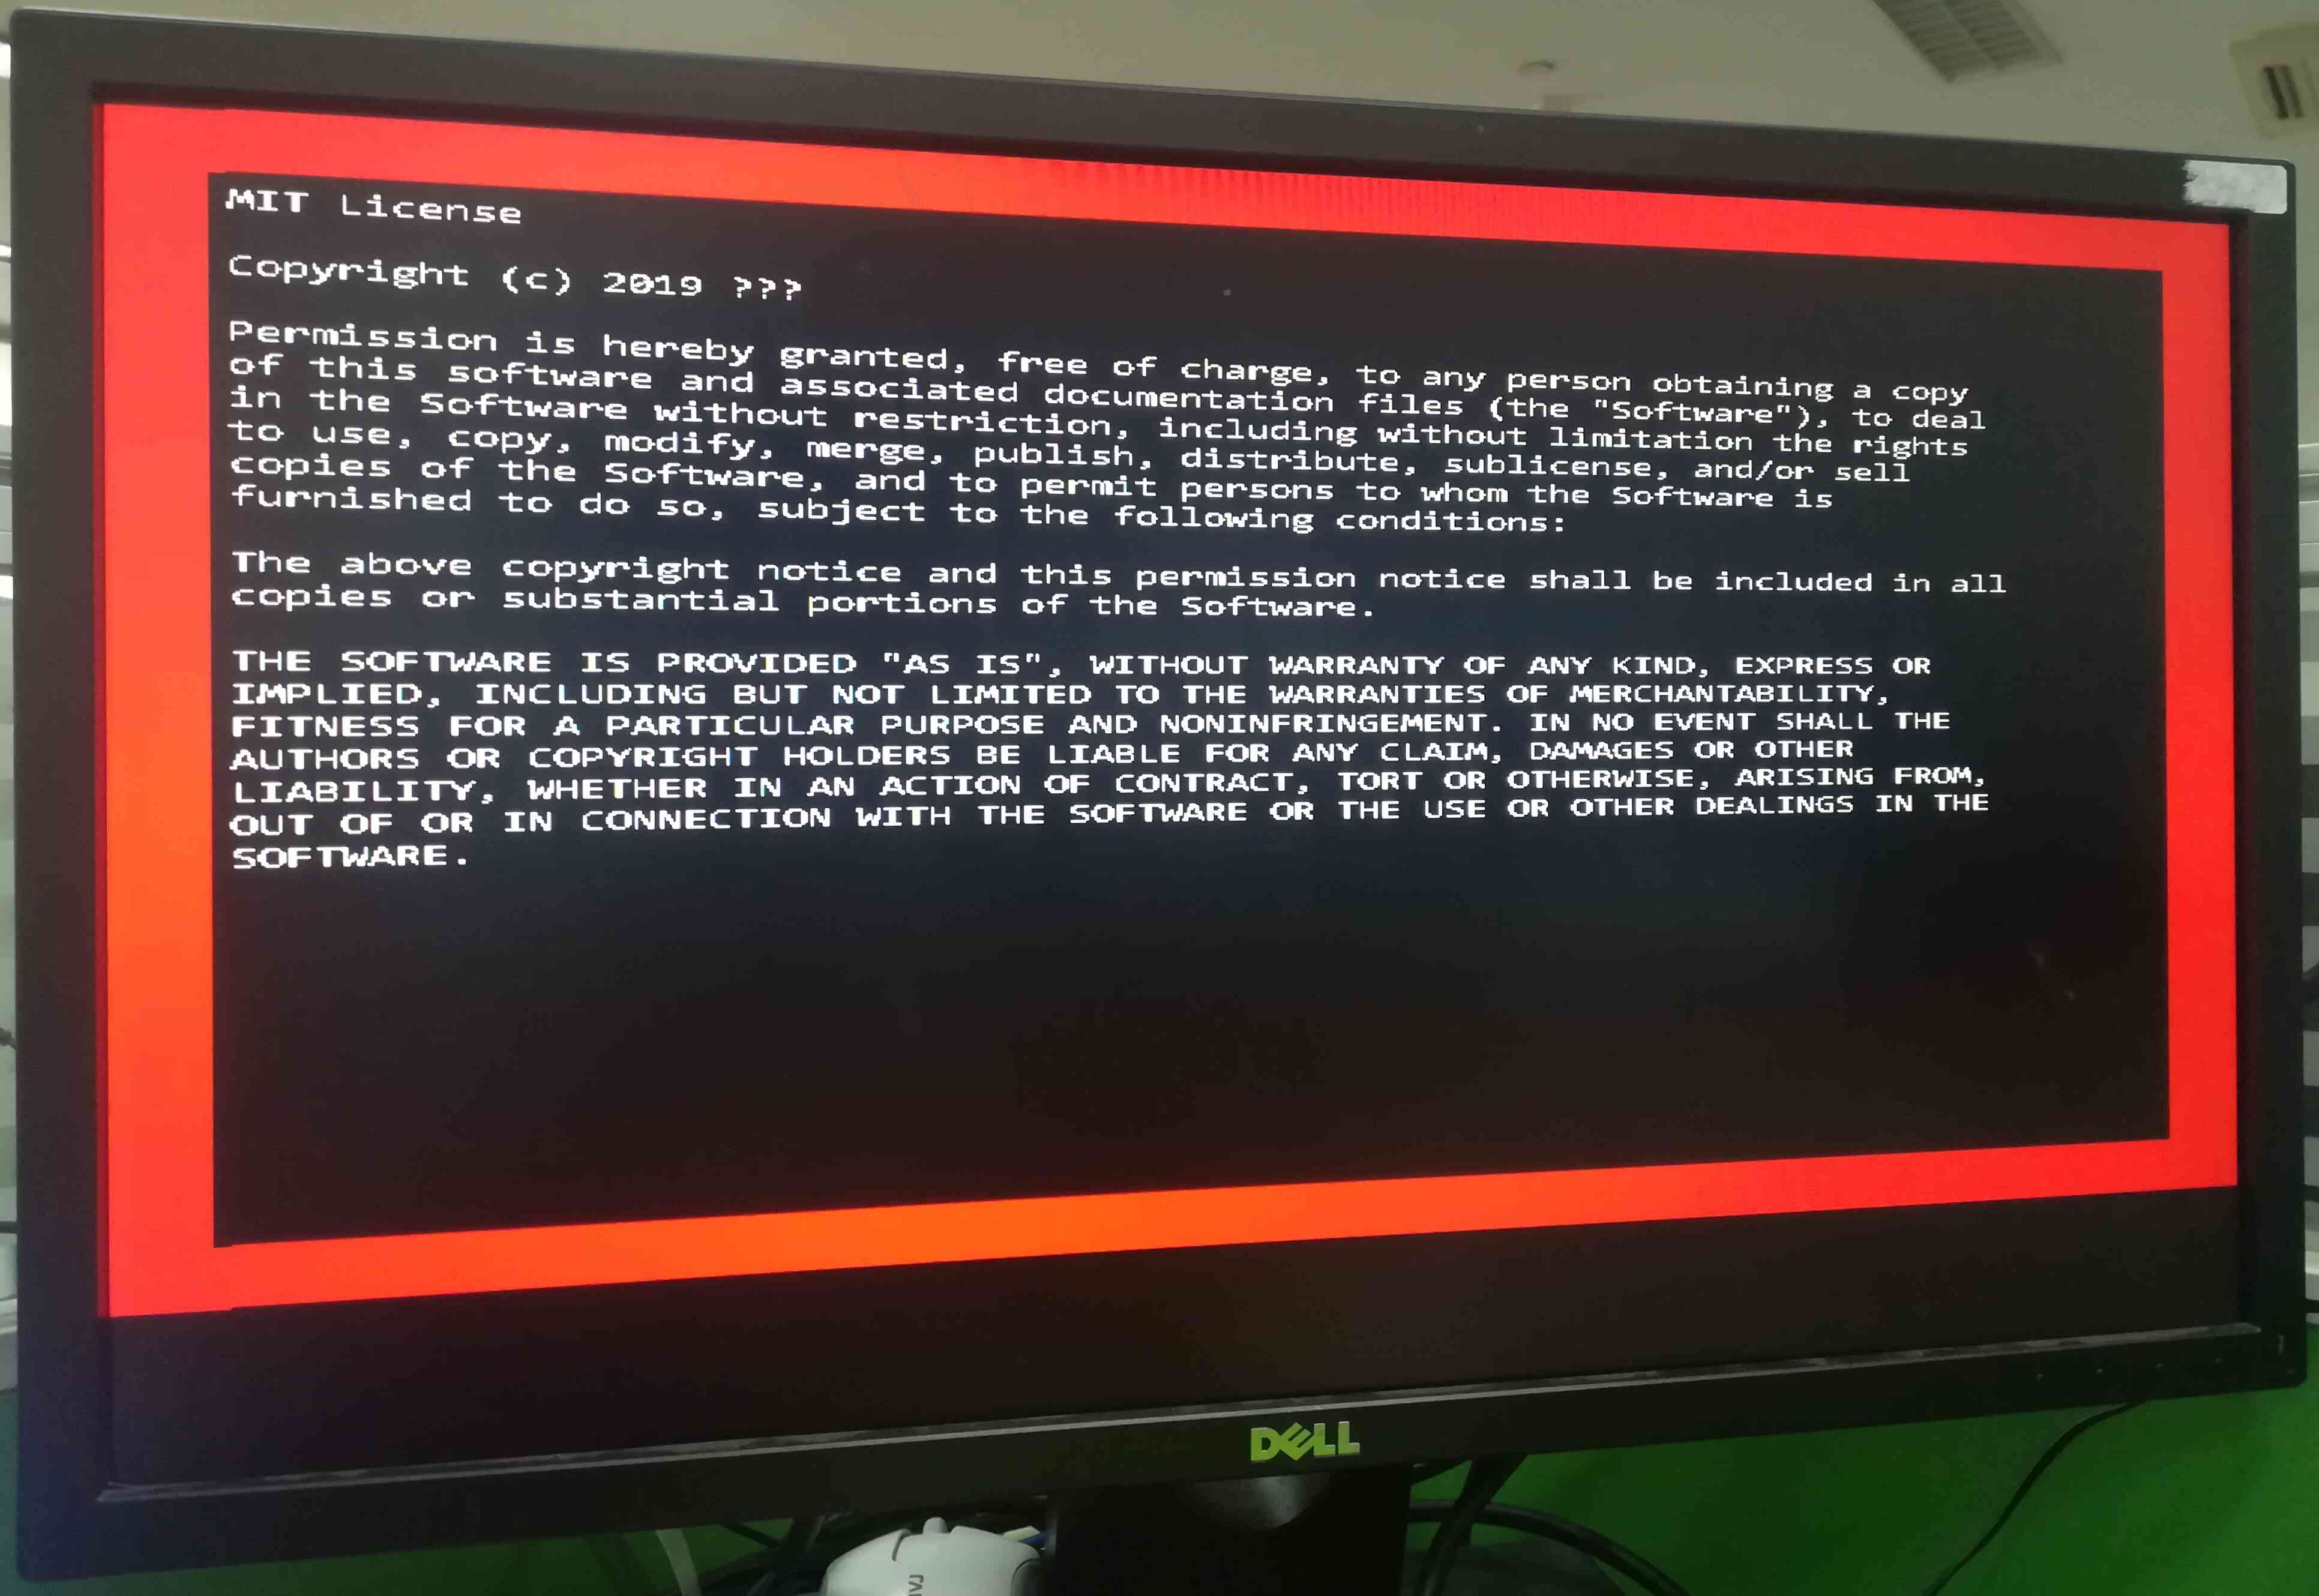 MIT License
Copyright (c) 2019 ???
Permission is hereby granted, free of charge, to any person obtaining a copy
of this software and associated documentation files (the "Software"), to deal
in the Software without restriction, including without limitation the rights
to use, copy, modify, merge, publish, distribute, sublicense, and/or sell
copies of the Software, and to permit persons to whom the Software is
furnished to do so, subject to the following conditions:
The above copyright notice and this permission notice shall be included in all
copies or substantial portions of the Software.
THE SOFTWARE IS PROVIDED "AS IS", WITHOUT WARRANTY OF ANY KIND, EXPRESS OR
IMPLIED, INCLUDING BUT NOT LIMITED TO THE WARRANTIES OF MERCHANTABILITY,
FITNESS FOR A PARTICULAR PURPOSE AND NONINFRINGEMENT. IN NO EVENT SHALL THE
AUTHORS OR COPYRIGHT HOLDERS BE LIABLE FOR ANY CLAIM, DAMAGES OR OTHER
LIABILITY, WHETHER IN AN ACTION OF CONTRACT, TORT OR OTHERWISE, ARISING FROM,
OUT OF OR IN CONNECTION WITH THE SOFTWARE OR THE USE OR OTHER DEALINGS IN THE
SOFTWARE.
DELL